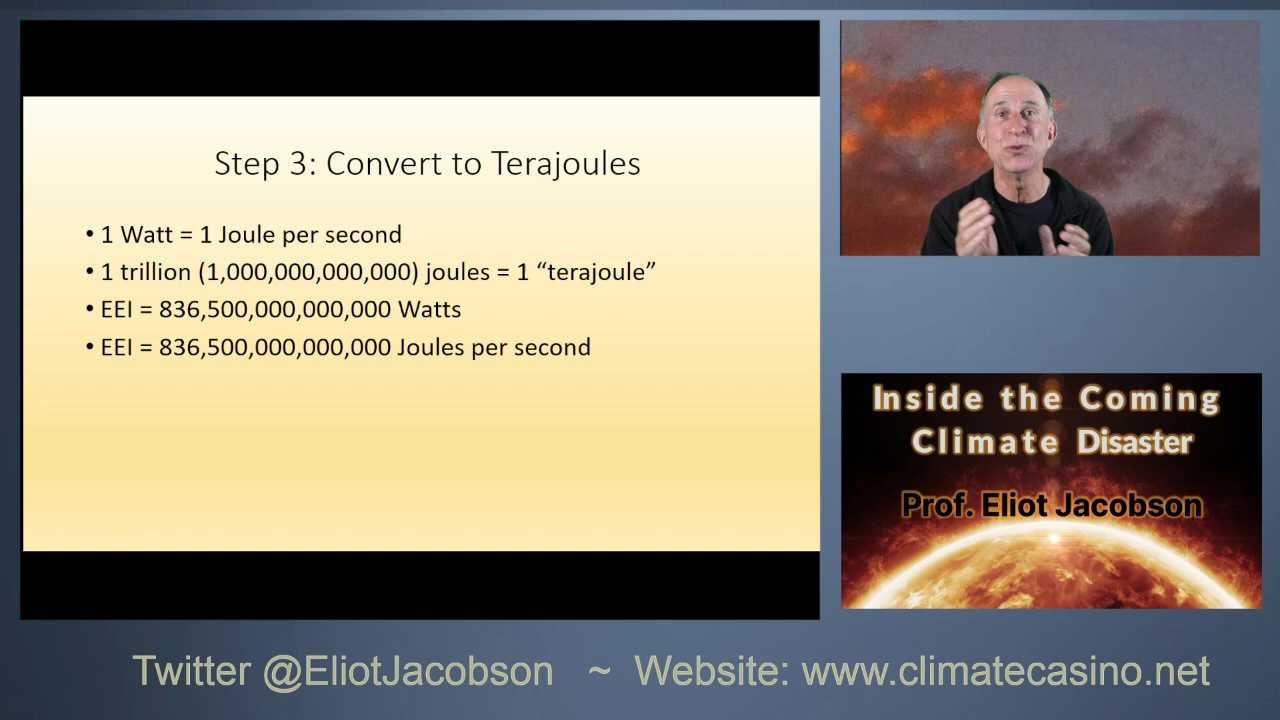 Step 3: Convert to Terajoules
• 1 Watt = 1 Joule per second
• 1 trillion (1,000,000,000,000) joules = 1 “terajoule”
• EEI = 836,500,000,000,000 Watts
• EEI = 836,500,000,000,000 Joules per second
Inside the Coming
Climate Disaster
Prof. Eliot Jacobson
Twitter @EliotJacobson ~ Website: www.climatecasino.net